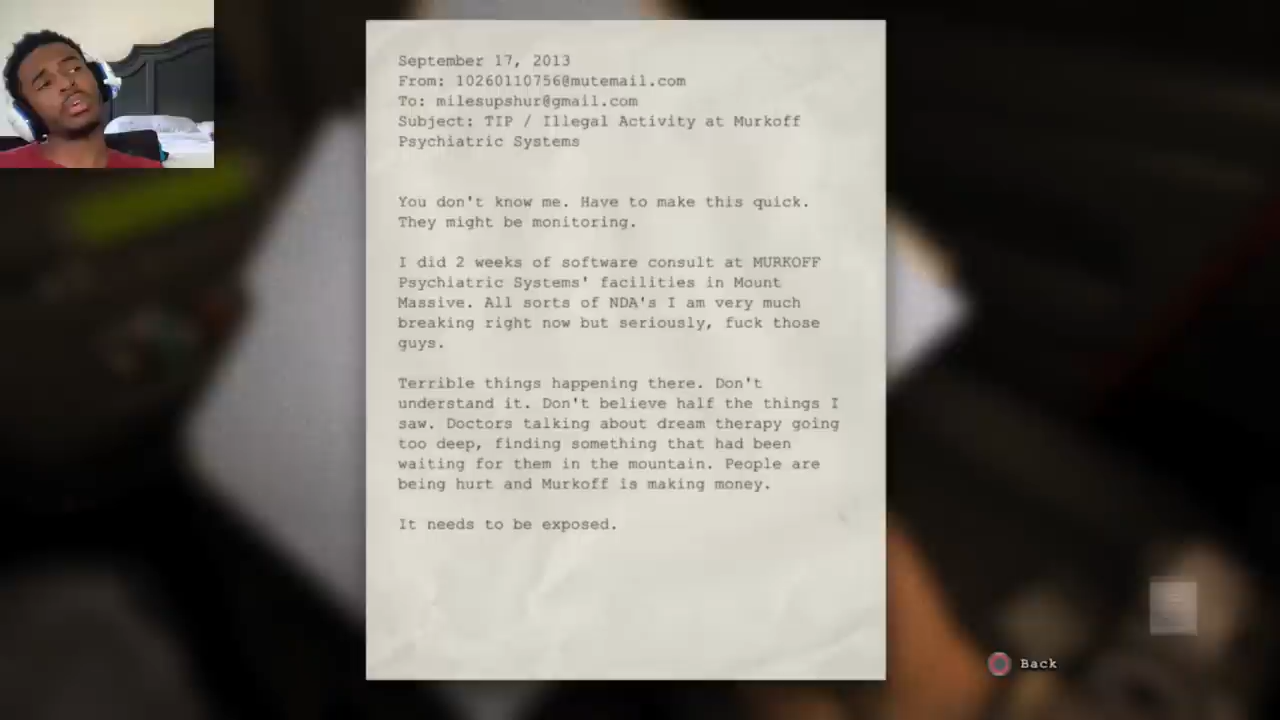 September 17, 2013
From: 10260110756@mutemail.com
To: milesupshur@gmail.com
Subject: TIP / Illegal Activity at Murkoff
Psychiatric Systems
You don't know me. Have to make this quick.
They might be monitoring.
I did 2 weeks of software consult at MURKOFF
Psychiatric Systems' facilities in Mount
Massive. All sorts of NDA's I am very much
breaking right now but seriously, fuck those
guys.
Terrible things happening there. Don't
understand it. Don't believe half the things I
saw. Doctors talking about dream therapy going
too deep, finding something that had been
waiting for them in the mountain. People are
being hurt and Murkoff is making money.
It needs to be exposed.
Back